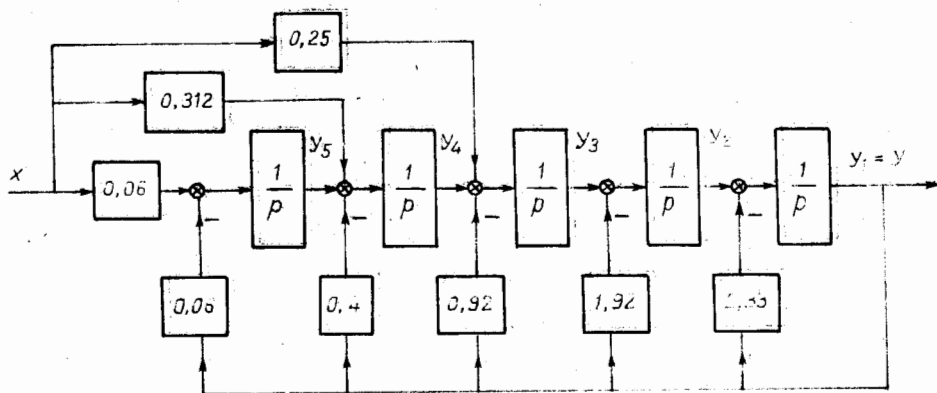 0,25
0,312
x
0,06
1/p
y₅
1/p
y₄
1/p
y₃
1/p
y₂
1/p
y₁ = y
−
−
−
−
−
0,06
0,4
0,92
1,92